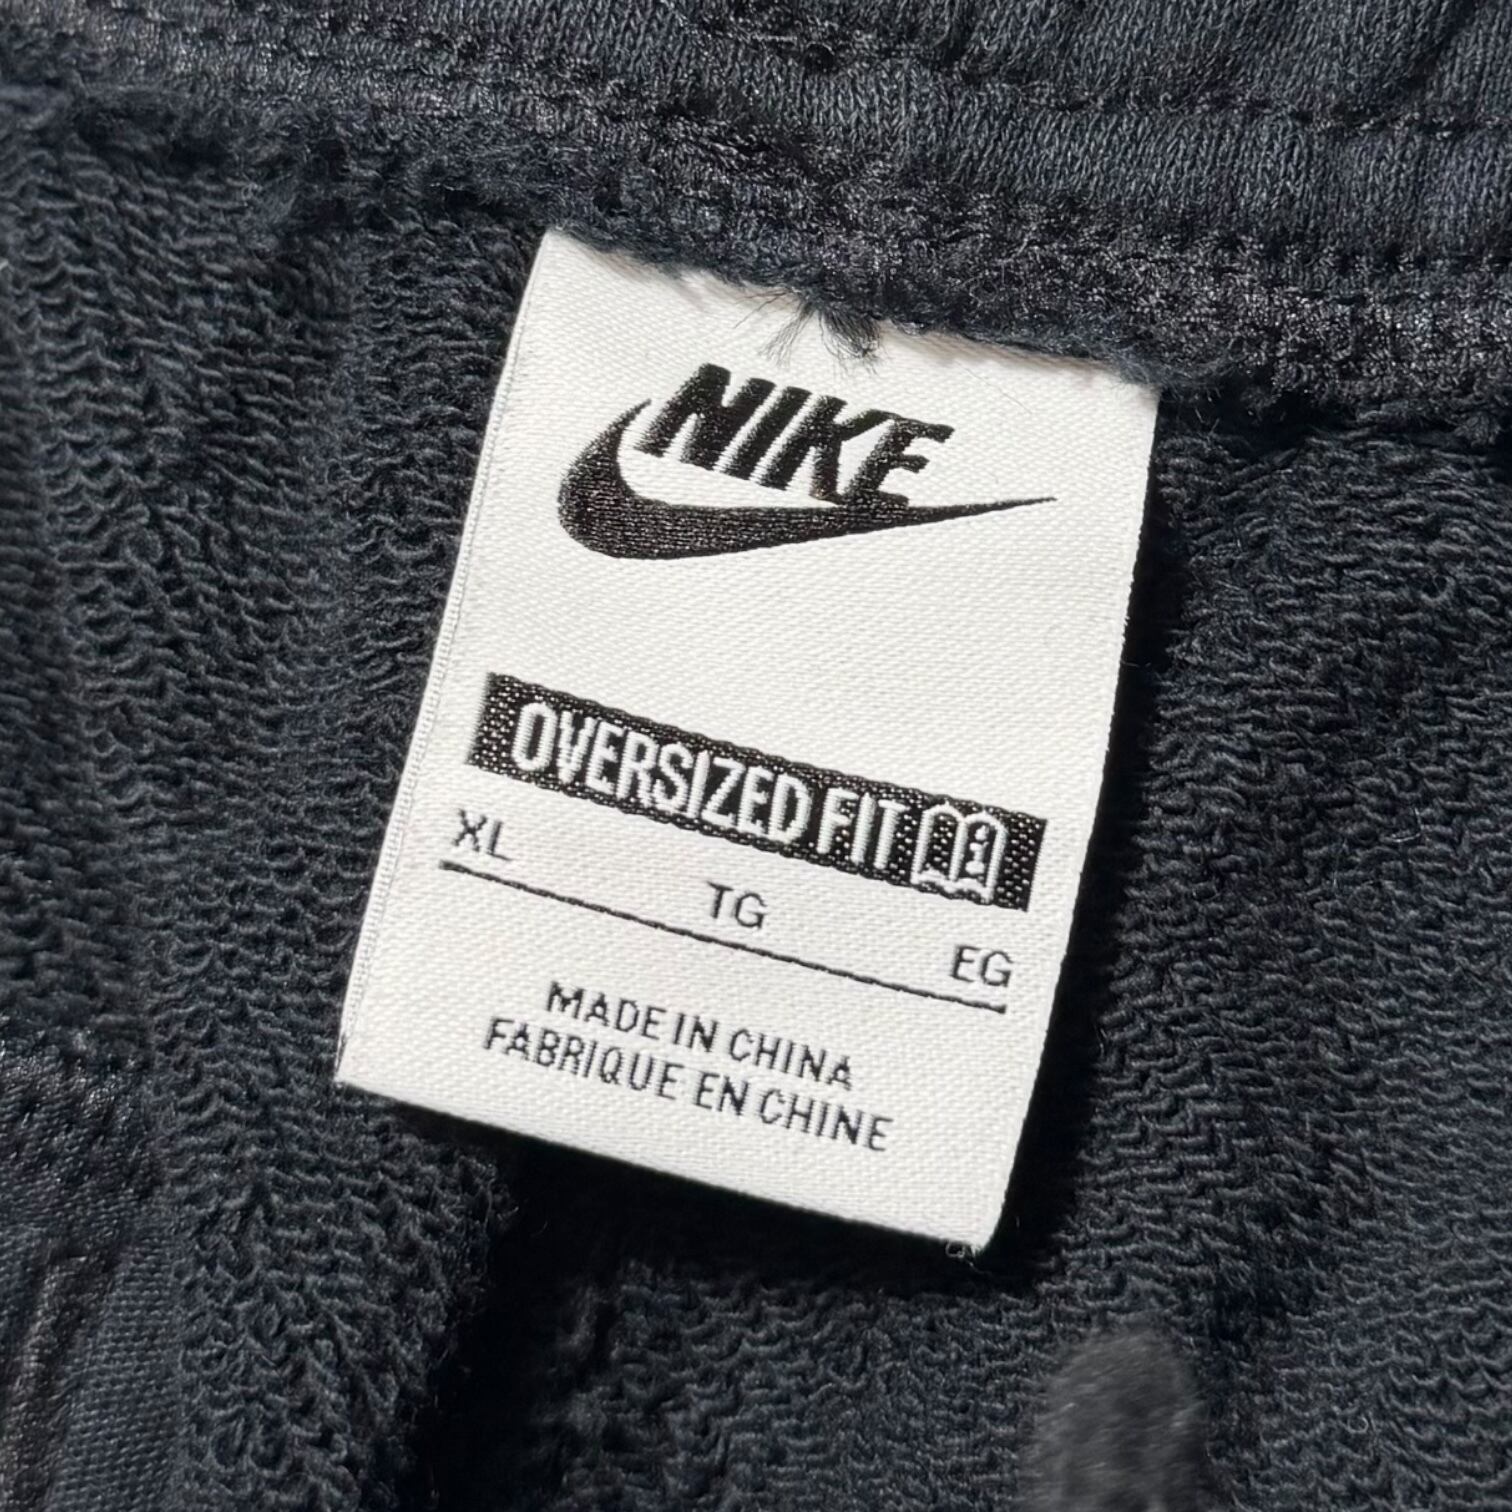 NIKE
OVERSIZED FIT
XL TG EG
MADE IN CHINA
FABRIQUE EN CHINE